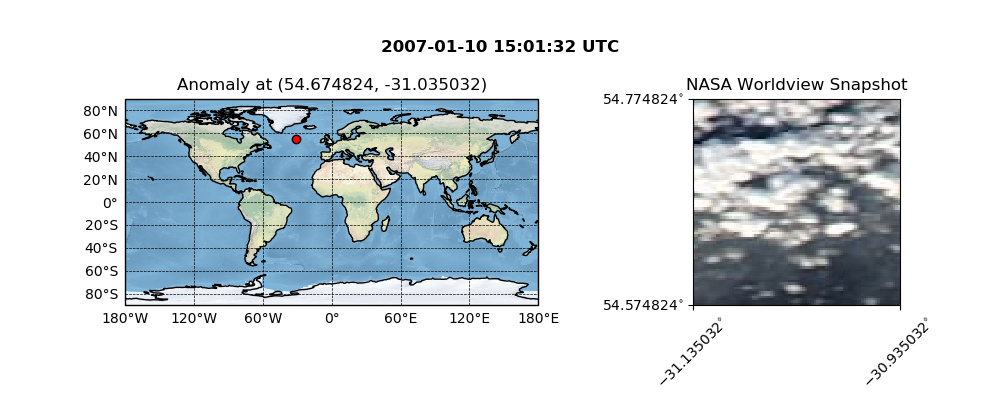 2007-01-10 15:01:32 UTC
Anomaly at (54.674824, -31.035032)
80°N
60°N
40°N
20°N
0°
20°S
40°S
60°S
80°S
180°W 120°W 60°W 0° 60°E 120°E 180°E
NASA Worldview Snapshot
54.774824°
54.574824°
−31.135032°
−30.935032°